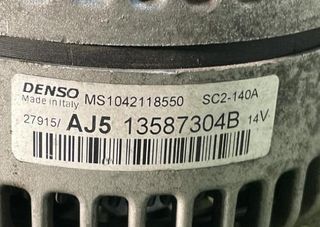 DENSO MS1042118550 SC2-140A
Made in Italy
27915/ AJ5 13587304B 14V